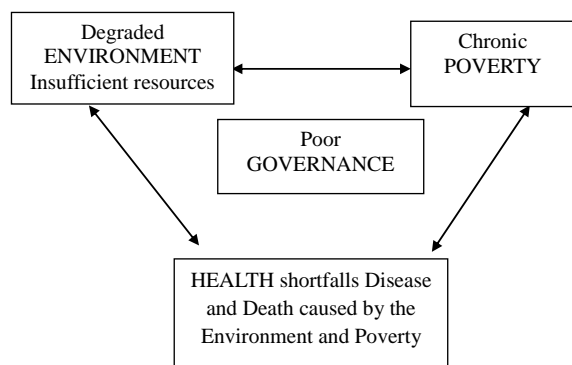 Degraded
ENVIRONMENT
Insufficient resources
Chronic
POVERTY
Poor
GOVERNANCE
HEALTH shortfalls Disease
and Death caused by the
Environment and Poverty